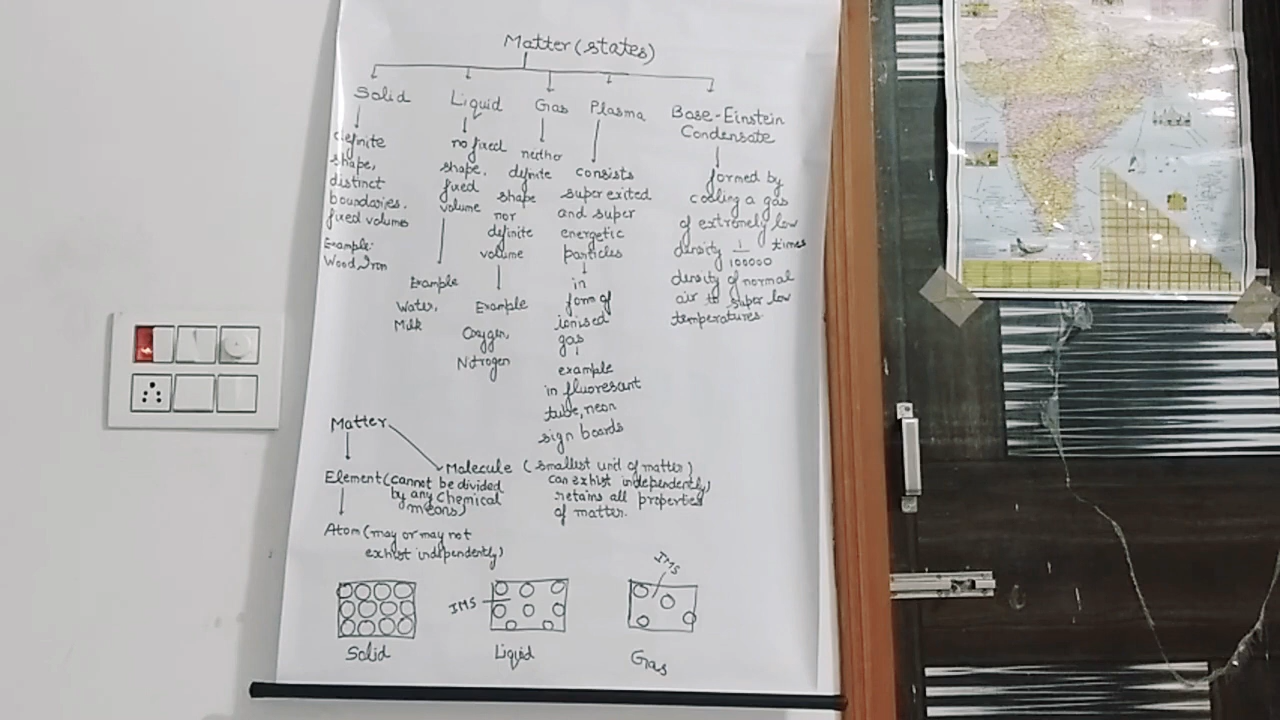 Matter (states)
Solid
definite
shape,
distinct
boundaries.
fixed volume
Example:
Wood, Iron
Liquid
no fixed
shape.
fixed
volume
Example
Water,
Milk
Gas
neither
definite
shape
nor
definite
volume
Example
Oxygen,
Nitrogen
Plasma
consists
super exited
and super
energetic
particles
in
form of
ionised
gas
example
in fluoresant
tube, neon
sign boards
Base-Einstein
Condensate
formed by
cooling a gas
of extremely low
density 1/100000 times
density of normal
air to super low
temperatures.
Matter
Element (cannot be divided
by any chemical
means)
Molecule (smallest unit of matter)
can exhist independently)
retains all properties
of matter.
Atom (may or may not
exhist independently)
Solid
IMS
Liquid
IMS
Gas